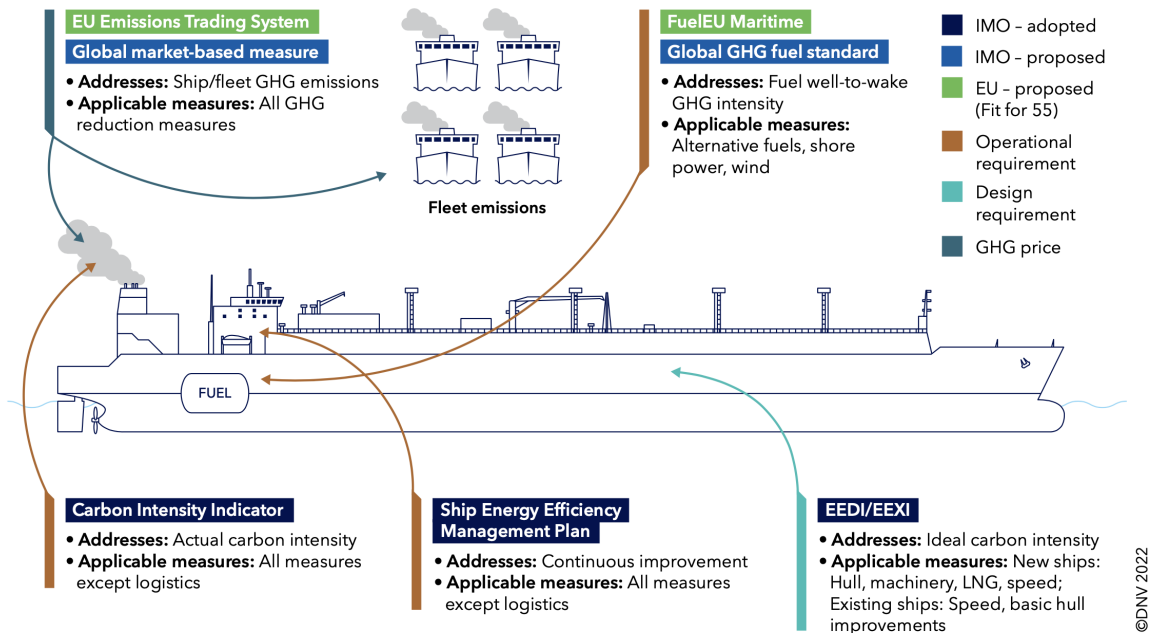 EU Emissions Trading System
Global market-based measure
• Addresses: Ship/fleet GHG emissions
• Applicable measures: All GHG
reduction measures
Fleet emissions
FuelEU Maritime
Global GHG fuel standard
• Addresses: Fuel well-to-wake
GHG intensity
• Applicable measures:
Alternative fuels, shore
power, wind
IMO – adopted
IMO – proposed
EU – proposed
(Fit for 55)
Operational
requirement
Design
requirement
GHG price
FUEL
Carbon Intensity Indicator
• Addresses: Actual carbon intensity
• Applicable measures: All measures
except logistics
Ship Energy Efficiency
Management Plan
• Addresses: Continuous improvement
• Applicable measures: All measures
except logistics
EEDI/EEXI
• Addresses: Ideal carbon intensity
• Applicable measures: New ships:
Hull, machinery, LNG, speed;
Existing ships: Speed, basic hull
improvements
©DNV 2022